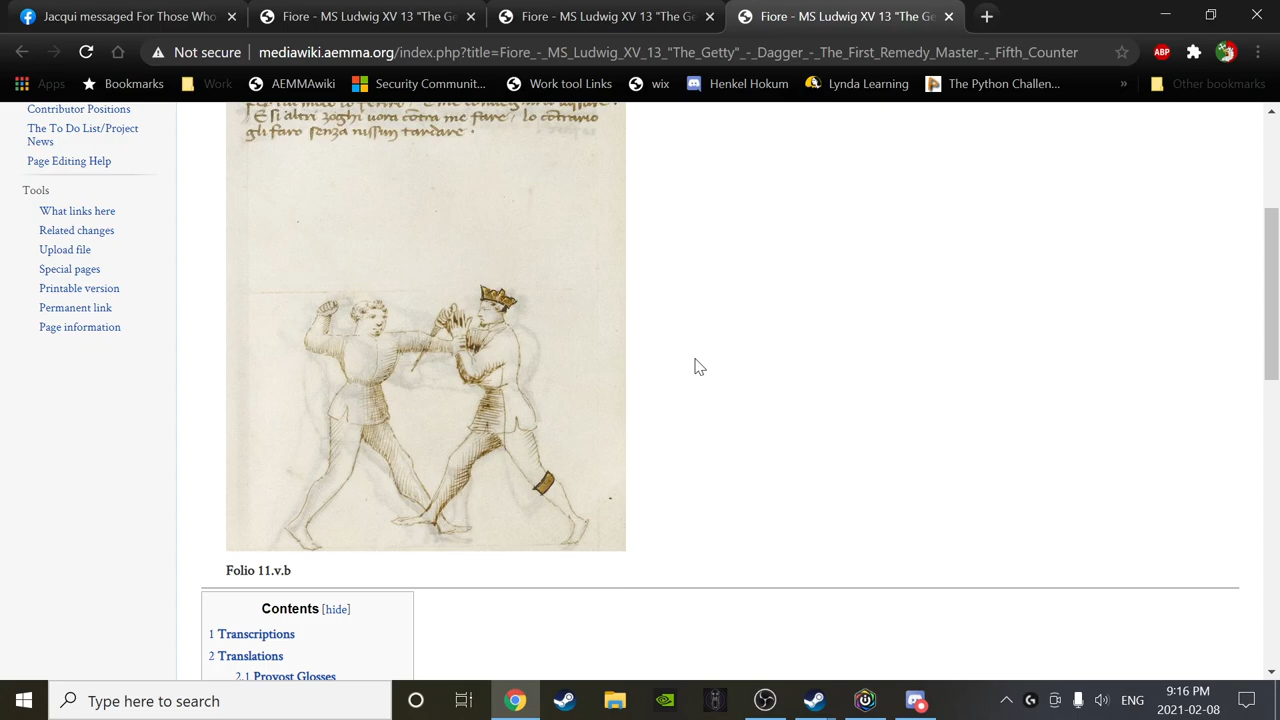 Jacqui messaged For Those Who
Fiore - MS Ludwig XV 13 "The Ge
Fiore - MS Ludwig XV 13 "The Ge
Fiore - MS Ludwig XV 13 "The Ge
Not secure
mediawiki.aemma.org/index.php?title=Fiore_-_MS_Ludwig_XV_13_"The_Getty"_-_Dagger_-_The_First_Remedy_Master_-_Fifth_Counter
ABP
Apps
Bookmarks
Work
AEMMAwiki
Security Communit...
Work tool Links
wix
Henkel Hokum
Lynda Learning
The Python Challen...
»
Other bookmarks
Contributor Positions
The To Do List/Project
News
Page Editing Help
Tools
What links here
Related changes
Upload file
Special pages
Printable version
Permanent link
Page information
E si altri zoghi vora contra me fare / lo contrario
gli faro senza nissun tardare .
Folio 11.v.b
Contents [hide]
1 Transcriptions
2 Translations
2.1 Provost Glosses
Type here to search
ENG
9:16 PM
2021-02-08